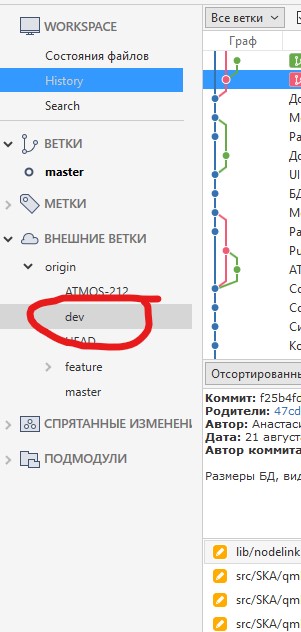 WORKSPACE
Все ветки
Состояния файлов
Граф
History
Search
ВЕТКИ
master
МЕТКИ
ВНЕШНИЕ ВЕТКИ
origin
ATMOS-212
dev
HEAD
feature
master
СПРЯТАННЫЕ ИЗМЕНЕН
ПОДМОДУЛИ
До
Ра
До
UI
БД
Ра
Pu
AT
Со
Со
Си
Ко
Отсортированны
Коммит: f25b4fc
Родители: 47cd
Автор: Анастаси
Дата: 21 август
Автор коммита
Размеры БД, вид
lib/nodelink
src/SKA/qm
src/SKA/qm
src/SKA/qm